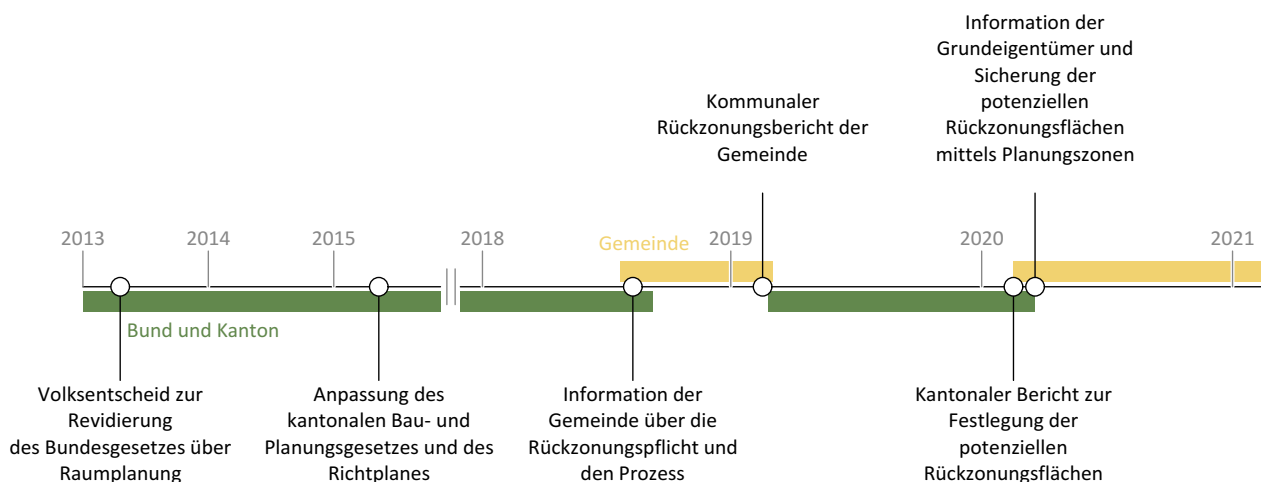 Information der
Grundeigentümer und
Sicherung der
potenziellen
Rückzonungsflächen
mittels Planungszonen
Kommunaler
Rückzonungsbericht der
Gemeinde
2013
2014
2015
2018
Gemeinde
2019
2020
2021
Bund und Kanton
Volksentscheid zur
Revidierung
des Bundesgesetzes über
Raumplanung
Anpassung des
kantonalen Bau- und
Planungsgesetzes und des
Richtplanes
Information der
Gemeinde über die
Rückzonungspflicht und
den Prozess
Kantonaler Bericht zur
Festlegung der
potenziellen
Rückzonungsflächen